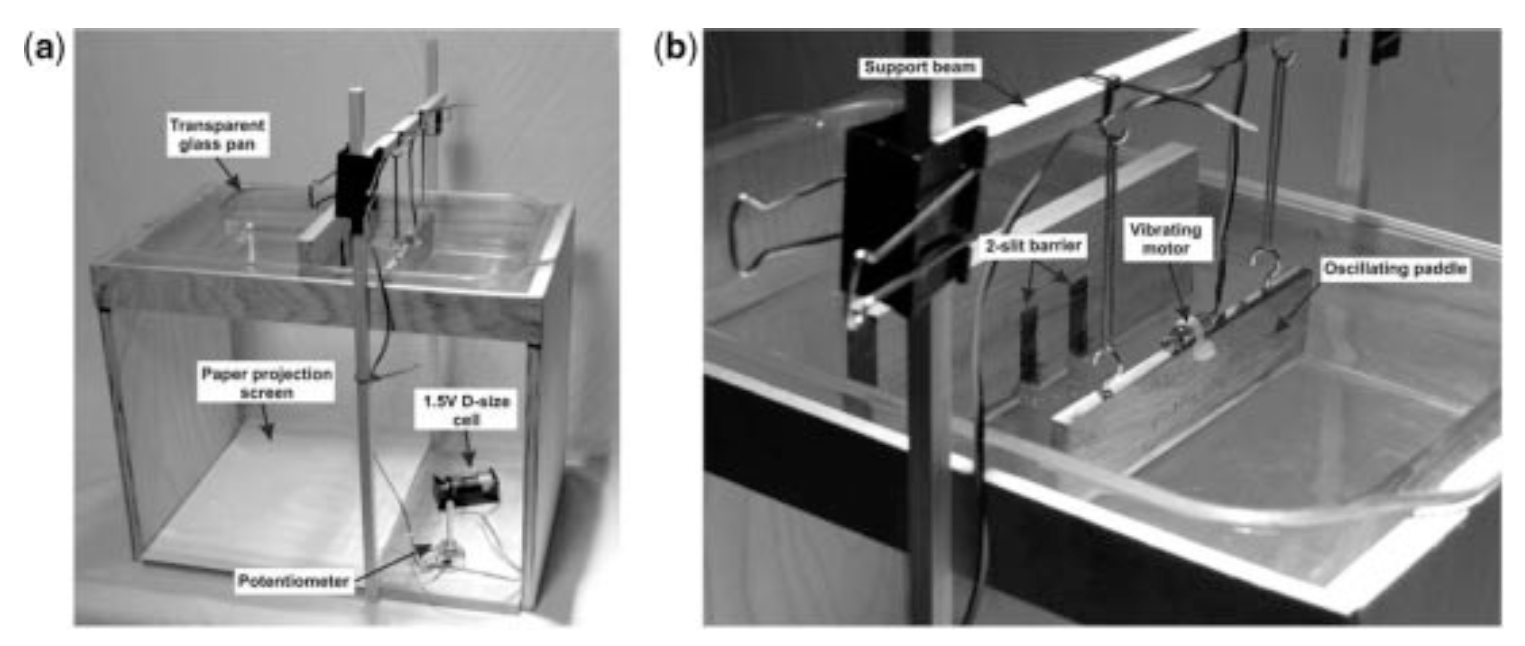 (a)
Transparent
glass pan
Paper projection
screen
1.5V D-size
cell
Potentiometer
(b)
Support beam
2-slit barrier
Vibrating
motor
Oscillating paddle